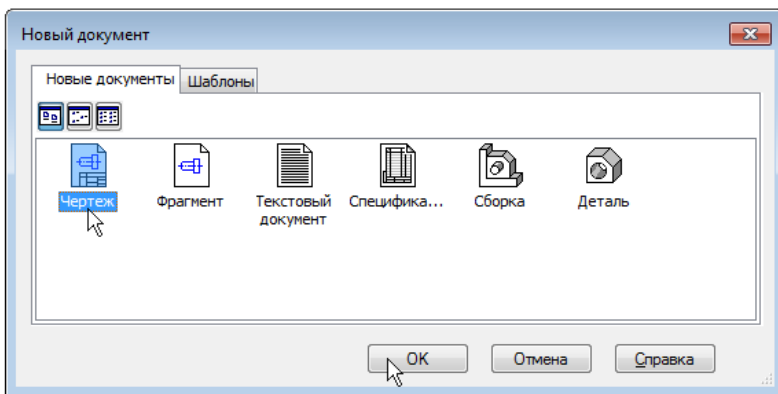 Новый документ
Новые документы Шаблоны
Чертеж Фрагмент Текстовый документ Специфика... Сборка Деталь
OK Отмена Справка